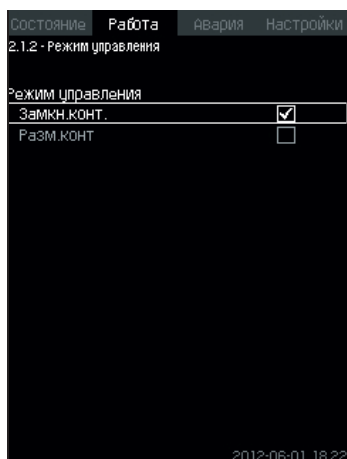 Состояние Работа Авария Настройки
2.1.2 - Режим управления
Режим управления
Замкн.конт.
Разм.конт
2012-06-01 18:22